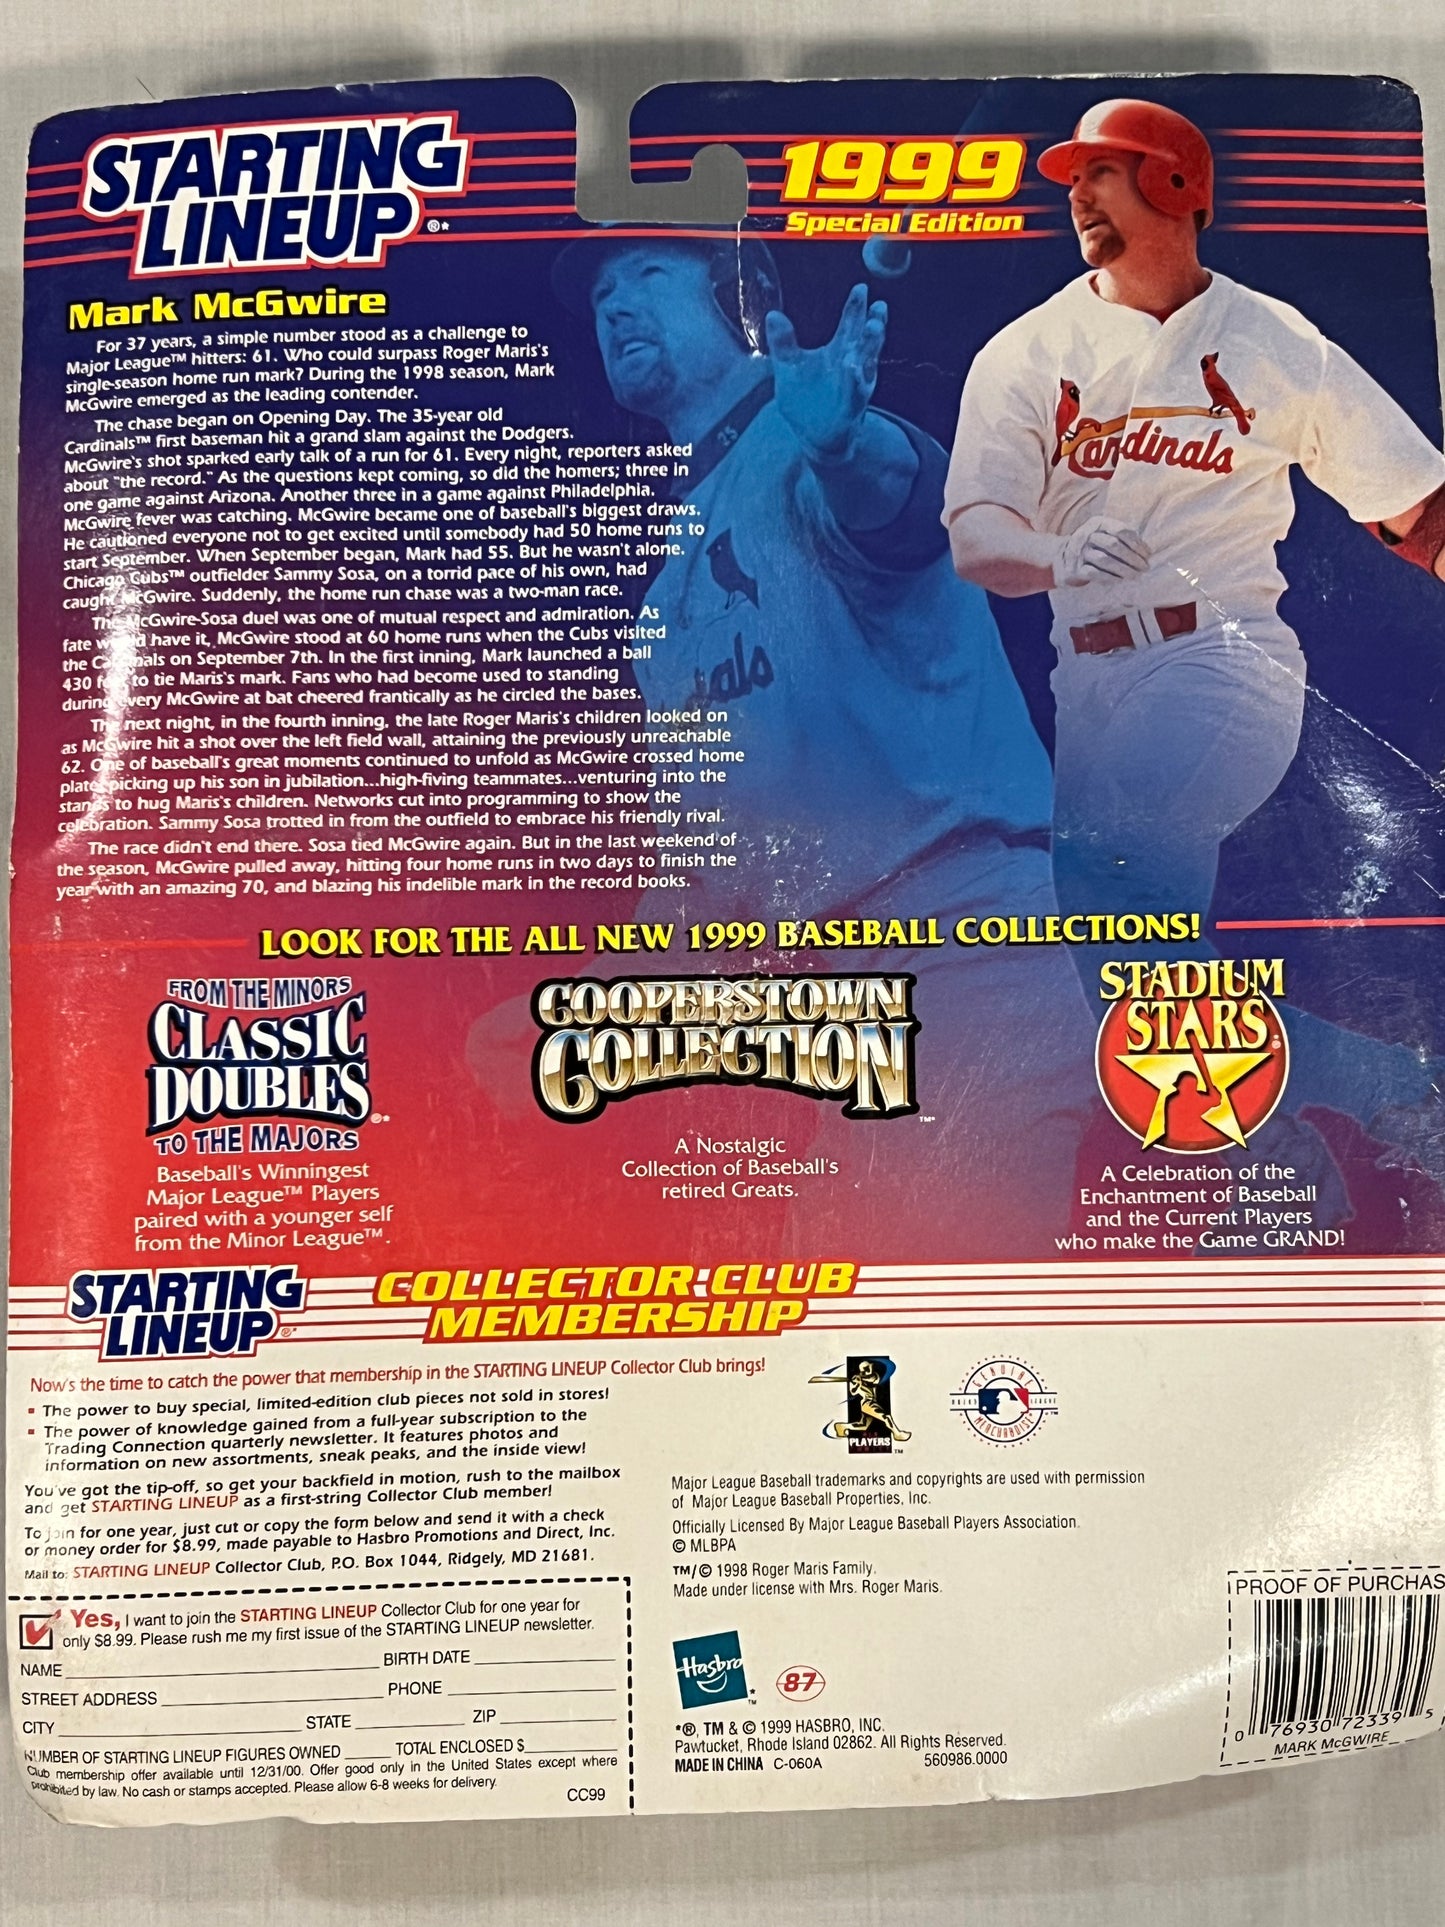 STARTING
LINEUP®*
1999
Special Edition
Mark McGwire
For 37 years, a simple number stood as a challenge to
Major League™ hitters: 61. Who could surpass Roger Maris's
single-season home run mark? During the 1998 season, Mark
McGwire emerged as the leading contender.
The chase began on Opening Day. The 35-year old
Cardinals™ first baseman hit a grand slam against the Dodgers.
McGwire's shot sparked early talk of a run for 61. Every night, reporters asked
about "the record." As the questions kept coming, so did the homers; three in
one game against Arizona. Another three in a game against Philadelphia.
McGwire fever was catching. McGwire became one of baseball's biggest draws.
He cautioned everyone not to get excited until somebody had 50 home runs to
start September. When September began, Mark had 55. But he wasn't alone.
Chicago Cubs™ outfielder Sammy Sosa, on a torrid pace of his own, had
caught McGwire. Suddenly, the home run chase was a two-man race.
The McGwire-Sosa duel was one of mutual respect and admiration. As
fate would have it, McGwire stood at 60 home runs when the Cubs visited
the Cardinals on September 7th. In the first inning, Mark launched a ball
430 feet to tie Maris's mark. Fans who had become used to standing
during every McGwire at bat cheered frantically as he circled the bases.
The next night, in the fourth inning, the late Roger Maris's children looked on
as McGwire hit a shot over the left field wall, attaining the previously unreachable
62. One of baseball's great moments continued to unfold as McGwire crossed home
plate, picking up his son in jubilation...high-fiving teammates...venturing into the
stands to hug Maris's children. Networks cut into programming to show the
celebration. Sammy Sosa trotted in from the outfield to embrace his friendly rival.
The race didn't end there. Sosa tied McGwire again. But in the last weekend of
the season, McGwire pulled away, hitting four home runs in two days to finish the
year with an amazing 70, and blazing his indelible mark in the record books.
25
Cardinals
LOOK FOR THE ALL NEW 1999 BASEBALL COLLECTIONS!
FROM THE MINORS
CLASSIC
DOUBLES®*
TO THE MAJORS
Baseball's Winningest
Major League™ Players
paired with a younger self
from the Minor League™.
COOPERSTOWN
COLLECTION
™*
A Nostalgic
Collection of Baseball's
retired Greats.
STADIUM
STARS
A Celebration of the
Enchantment of Baseball
and the Current Players
who make the Game GRAND!
STARTING
LINEUP®*
COLLECTOR CLUB
MEMBERSHIP
Now's the time to catch the power that membership in the STARTING LINEUP Collector Club brings!
▪ The power to buy special, limited-edition club pieces not sold in stores!
▪ The power of knowledge gained from a full-year subscription to the
Trading Connection quarterly newsletter. It features photos and
information on new assortments, sneak peaks, and the inside view!
You've got the tip-off, so get your backfield in motion, rush to the mailbox
and get STARTING LINEUP as a first-string Collector Club member!
To join for one year, just cut or copy the form below and send it with a check
or money order for $8.99, made payable to Hasbro Promotions and Direct, Inc.
Mail to: STARTING LINEUP Collector Club, P.O. Box 1044, Ridgely, MD 21681.
Yes, I want to join the STARTING LINEUP Collector Club for one year for
only $8.99. Please rush me my first issue of the STARTING LINEUP newsletter.
NAME BIRTH DATE
STREET ADDRESS PHONE
CITY STATE ZIP
NUMBER OF STARTING LINEUP FIGURES OWNED TOTAL ENCLOSED $
Club membership offer available until 12/31/00. Offer good only in the United States except where
prohibited by law. No cash or stamps accepted. Please allow 6-8 weeks for delivery.
CC99
PLAYERS ™
GENUINE
MAJOR LEAGUE ™
MERCHANDISE
Major League Baseball trademarks and copyrights are used with permission
of Major League Baseball Properties, Inc.
Officially Licensed By Major League Baseball Players Association.
© MLBPA
™/© 1998 Roger Maris Family.
Made under license with Mrs. Roger Maris.
Hasbro
* ™
87
*®, TM & © 1999 HASBRO, INC.
Pawtucket, Rhode Island 02862. All Rights Reserved.
MADE IN CHINA C-060A 560986.0000
PROOF OF PURCHAS
0 76930 72339 5
MARK McGWIRE